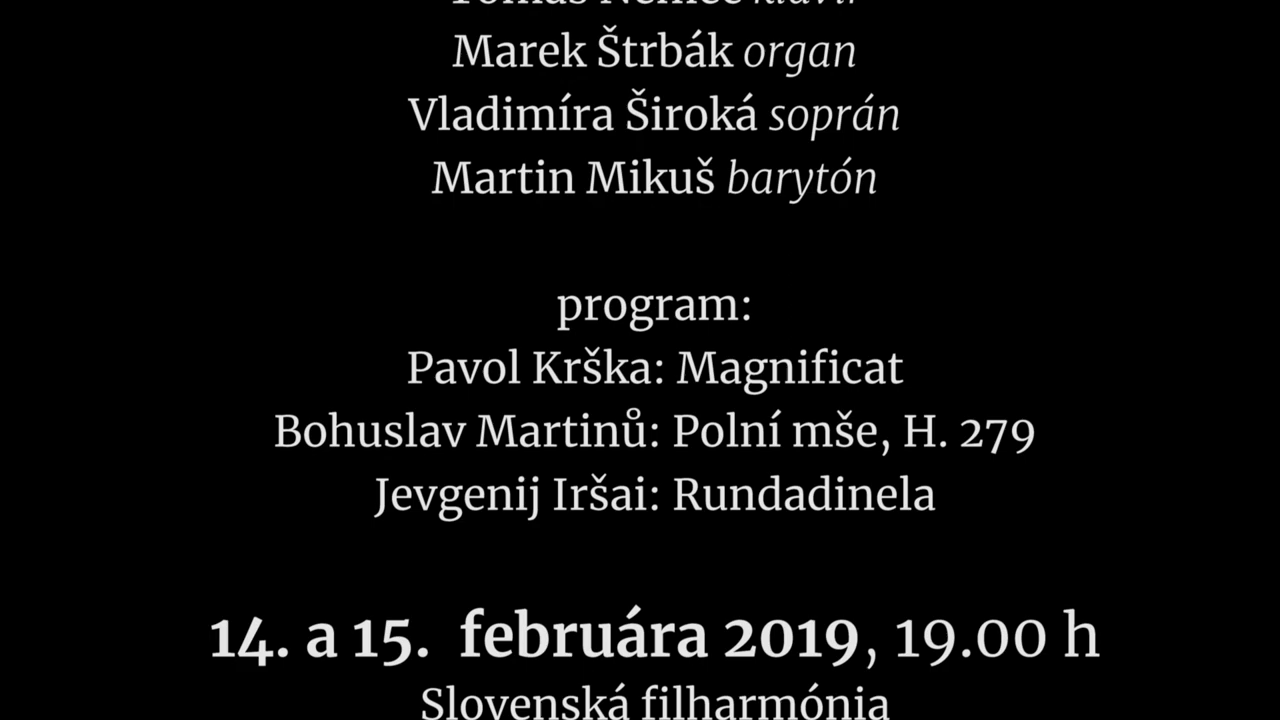 Marek Štrbák organ
Vladimíra Široká soprán
Martin Mikuš barytón
program:
Pavol Krška: Magnificat
Bohuslav Martinů: Polní mše, H. 279
Jevgenij Iršai: Rundadinela
14. a 15. februára 2019, 19.00 h
Slovenská filharmónia